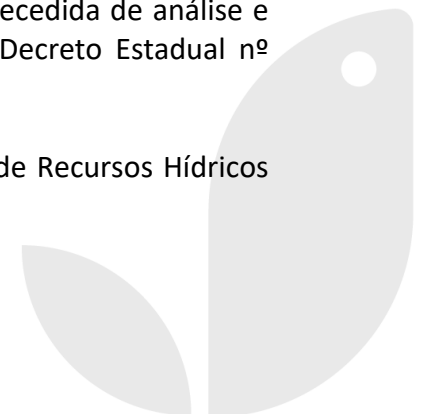 ecedida de análise e
Decreto Estadual nº
de Recursos Hídricos